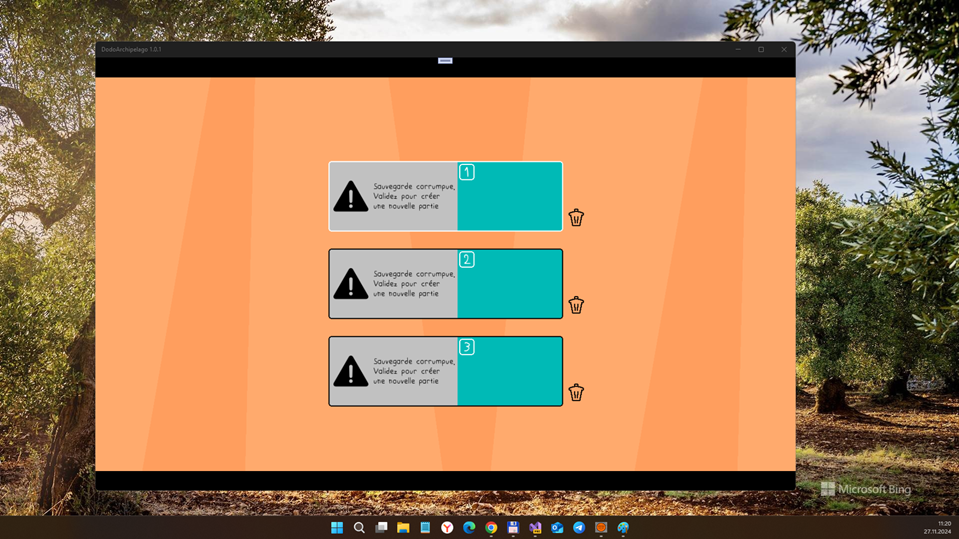 DodoArchipelago 1.0.1
1
Sauvegarde corrumpue,
Validez pour créer
une nouvelle partie
2
Sauvegarde corrumpue,
Validez pour créer
une nouvelle partie
3
Sauvegarde corrumpue,
Validez pour créer
une nouvelle partie
Microsoft Bing
11:20
27.11.2024